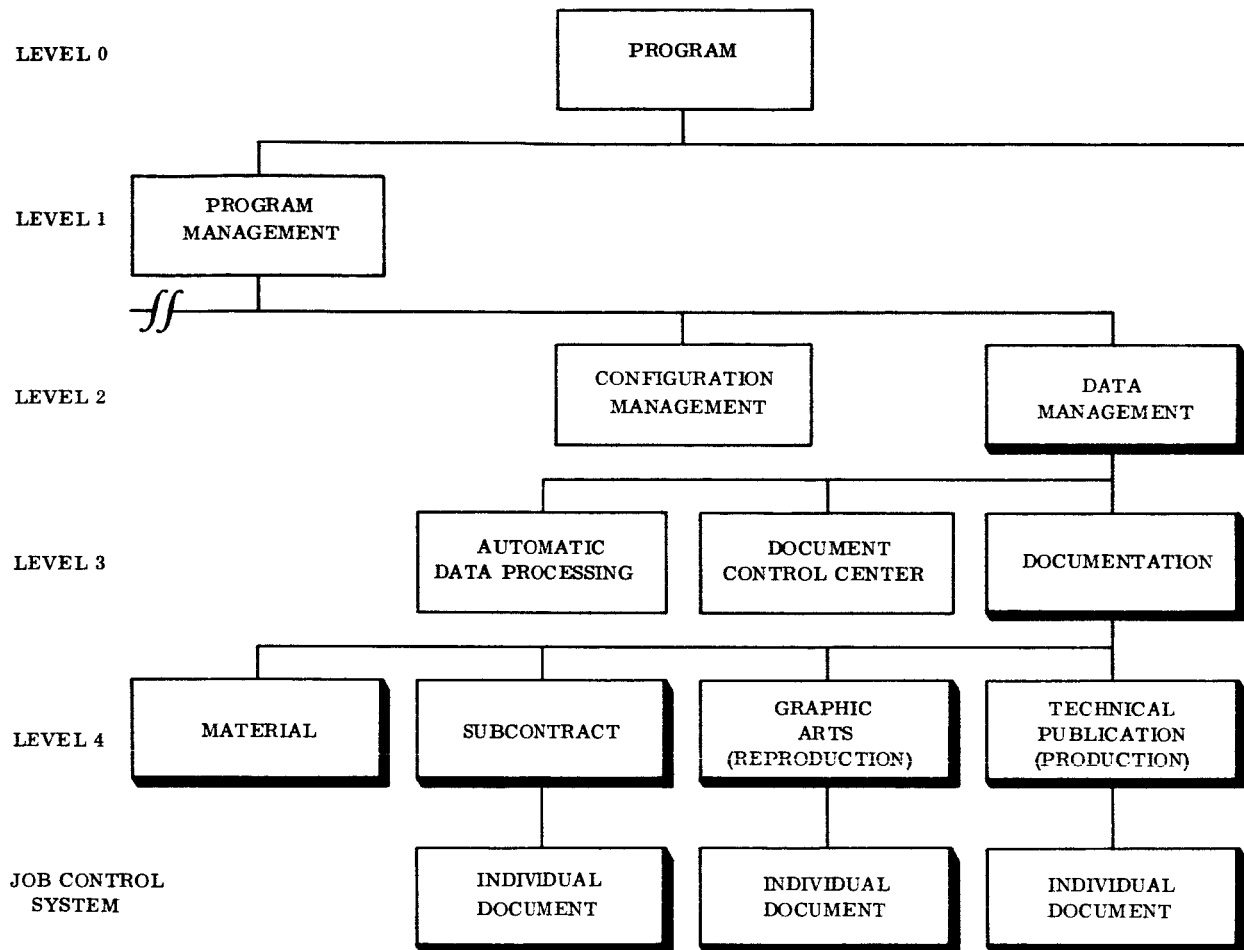 LEVEL 0
PROGRAM
LEVEL 1
PROGRAM
MANAGEMENT
LEVEL 2
CONFIGURATION
MANAGEMENT
DATA
MANAGEMENT
LEVEL 3
AUTOMATIC
DATA PROCESSING
DOCUMENT
CONTROL CENTER
DOCUMENTATION
LEVEL 4
MATERIAL
SUBCONTRACT
GRAPHIC
ARTS
(REPRODUCTION)
TECHNICAL
PUBLICATION
(PRODUCTION)
JOB CONTROL
SYSTEM
INDIVIDUAL
DOCUMENT
INDIVIDUAL
DOCUMENT
INDIVIDUAL
DOCUMENT